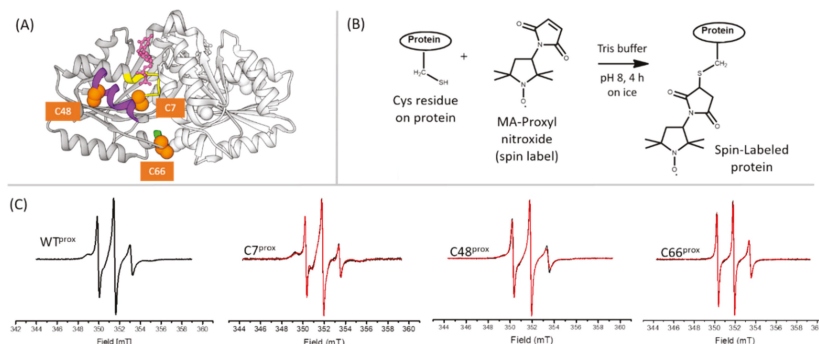 (A)
C48
C7
C66
(B)
Protein
H₂C
SH
Cys residue
on protein
+
O
N
O
N
O·
MA-Proxyl
nitroxide
(spin label)
Tris buffer
pH 8, 4 h
on ice
Protein
CH₂
S
O
N
O
N
O·
Spin-Labeled
protein
(C)
WTᵖʳᵒˣ
342 344 346 348 350 352 354 356 358 360
Field [mT]
C7ᵖʳᵒˣ
344 346 348 350 352 354 356 358 360
Field (mT)
C48ᵖʳᵒˣ
344 346 348 350 352 354 356 358 360
Field (mT)
C66ᵖʳᵒˣ
344 346 348 350 352 354 356 358 360
Field (mT)